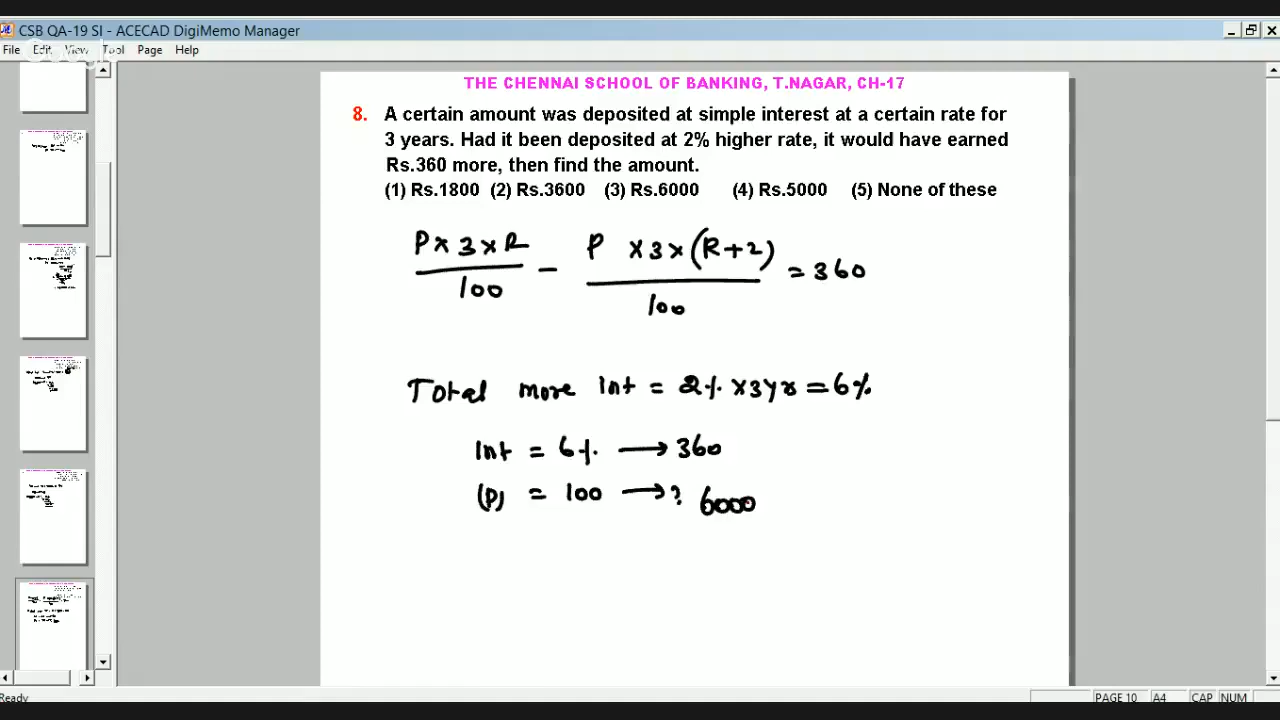 CSB QA-19 SI - ACECAD DigiMemo Manager
File Edit View Tool Page Help
Google
THE CHENNAI SCHOOL OF BANKING, T.NAGAR, CH-17
8. A certain amount was deposited at simple interest at a certain rate for
3 years. Had it been deposited at 2% higher rate, it would have earned
Rs.360 more, then find the amount.
(1) Rs.1800 (2) Rs.3600 (3) Rs.6000 (4) Rs.5000 (5) None of these
P×3×R/100 − P×3×(R+2)/100 = 360
Total more Int = 2% ×3yrs = 6%
Int = 6% → 360
(P) = 100 → ? 6000
Ready PAGE 10 A4 CAP NUM